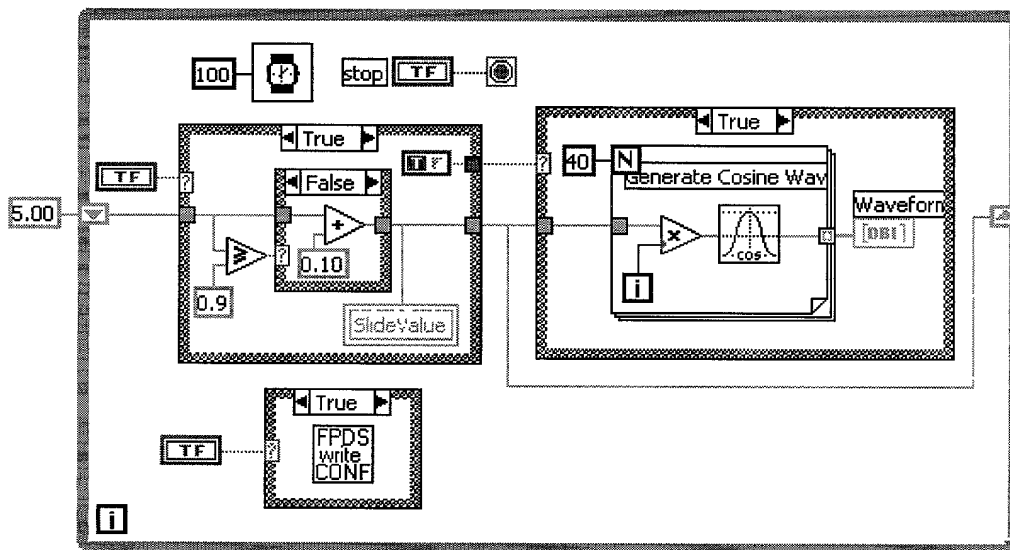 100
stop
TF
True
True
TF
T F
40
N
False
Generate Cosine Wav
5.00
?
?
?
+
Waveform
[DBL]
×
≥
?
0.10
cos
0.9
i
SlideValue
True
TF
?
FPDS
write
CONF
i